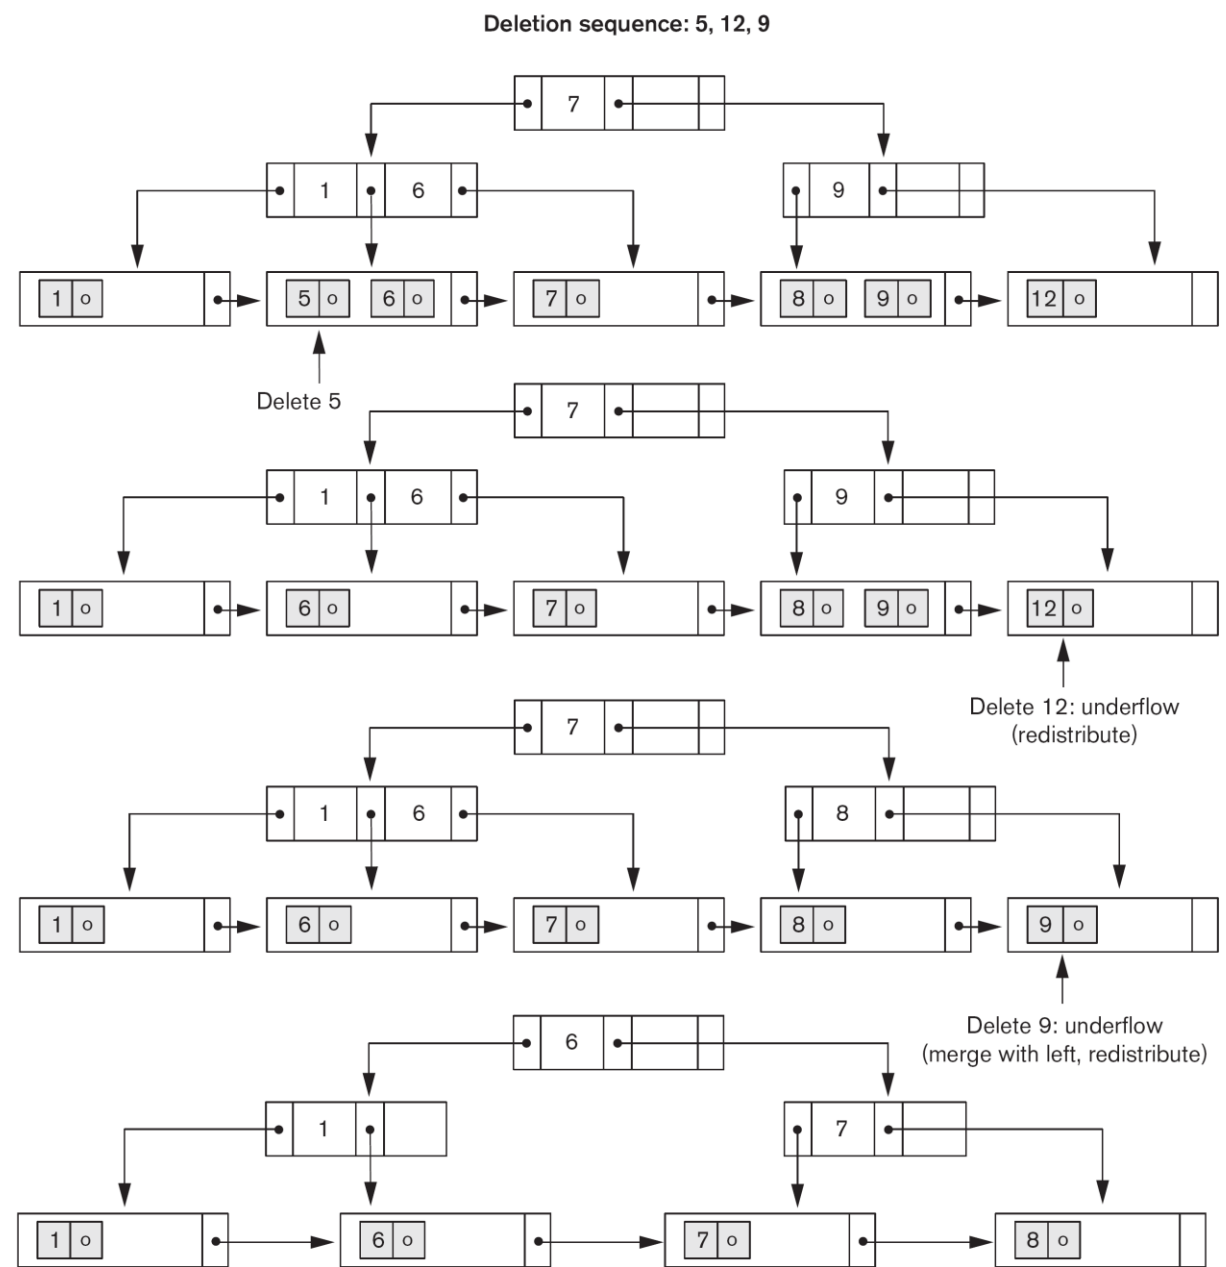 Deletion sequence: 5, 12, 9
7
1 6 9
1 o 5 o 6 o 7 o 8 o 9 o 12 o
Delete 5
7
1 6 9
1 o 6 o 7 o 8 o 9 o 12 o
Delete 12: underflow
(redistribute)
7
1 6 8
1 o 6 o 7 o 8 o 9 o
Delete 9: underflow
(merge with left, redistribute)
6
1 7
1 o 6 o 7 o 8 o